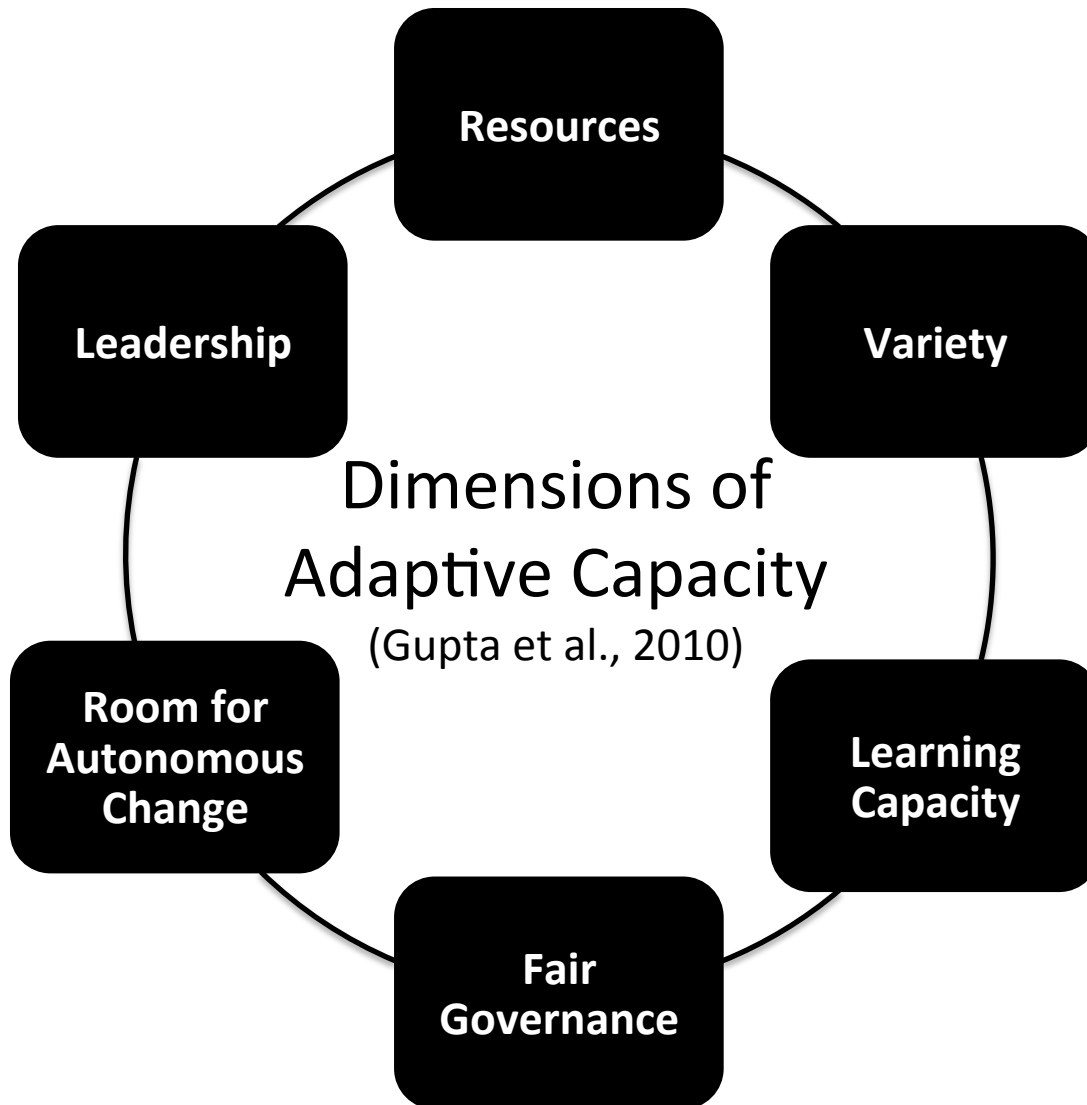 Resources
Leadership
Variety
Dimensions of
Adaptive Capacity
(Gupta et al., 2010)
Room for
Autonomous
Change
Learning
Capacity
Fair
Governance